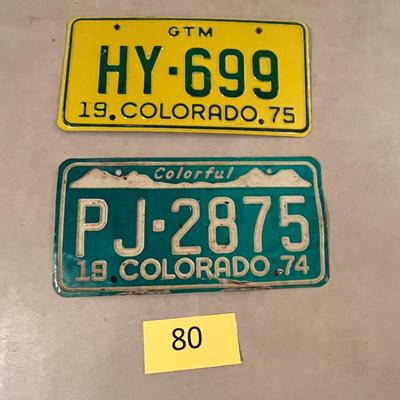 GTM
HY·699
19.COLORADO.75
Colorful
PJ·2875
19 COLORADO 74
80